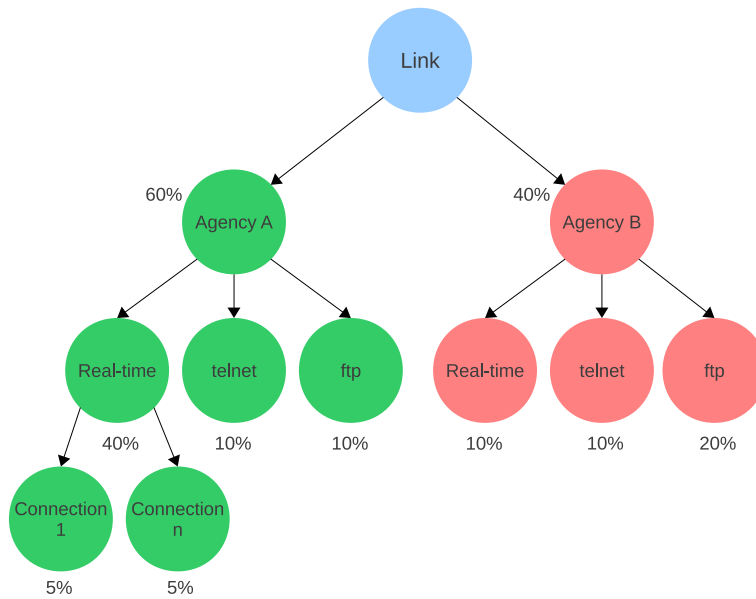 Link
60%
Agency A
40%
Agency B
Real-time
telnet
ftp
Real-time
telnet
ftp
40%
10%
10%
10%
10%
20%
Connection
1
Connection
n
5%
5%